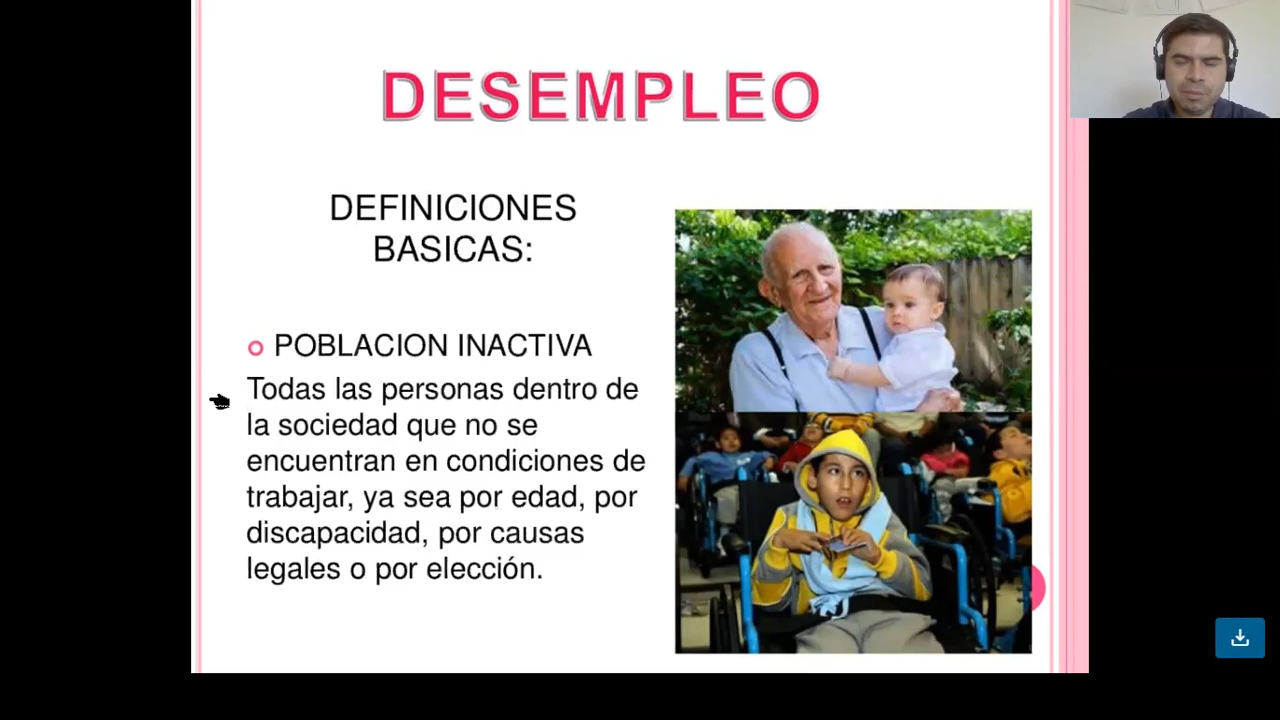 DESEMPLEO
DEFINICIONES
BASICAS:
POBLACION INACTIVA
Todas las personas dentro de
la sociedad que no se
encuentran en condiciones de
trabajar, ya sea por edad, por
discapacidad, por causas
legales o por elección.